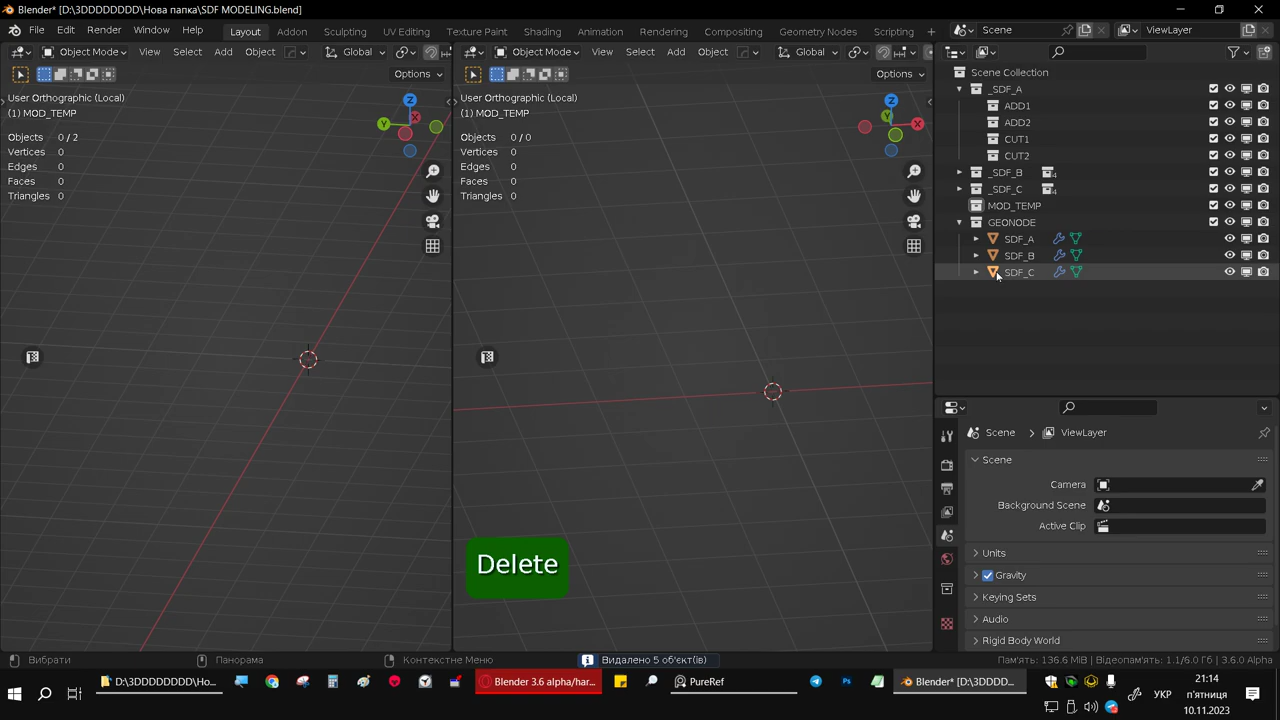 Blender* [D:\3DDDDDDDD\Нова папка\SDF MODELING.blend]
File Edit Render Window Help Layout Addon Sculpting UV Editing Texture Paint Shading Animation Rendering Compositing Geometry Nodes Scripting Scene ViewLayer
Object Mode View Select Add Object Global
Object Mode View Select Add Object Global
Options
Options
User Orthographic (Local)
(1) MOD_TEMP
Objects 0 / 2
Vertices 0
Edges 0
Faces 0
Triangles 0
Z
Y
X
User Orthographic (Local)
(1) MOD_TEMP
Objects 0 / 0
Vertices 0
Edges 0
Faces 0
Triangles 0
Z
Y
X
Delete
Scene Collection
_SDF_A
ADD1
ADD2
CUT1
CUT2
_SDF_B 4
_SDF_C 4
MOD_TEMP
GEONODE
SDF_A
SDF_B
SDF_C
Scene ViewLayer
Scene
Camera
Background Scene
Active Clip
Units
Gravity
Keying Sets
Audio
Rigid Body World
Вибрати Панорама Контекстне Меню Видалено 5 об'єкт(ів) Пам'ять: 136.6 MiB | Відеопам'ять: 1.1/6.0 Гб | 3.6.0 Alpha
D:\3DDDDDDDD\Но... Blender 3.6 alpha/har... PureRef Blender* [D:\3DDDD...
21:14
УКР п'ятниця
10.11.2023